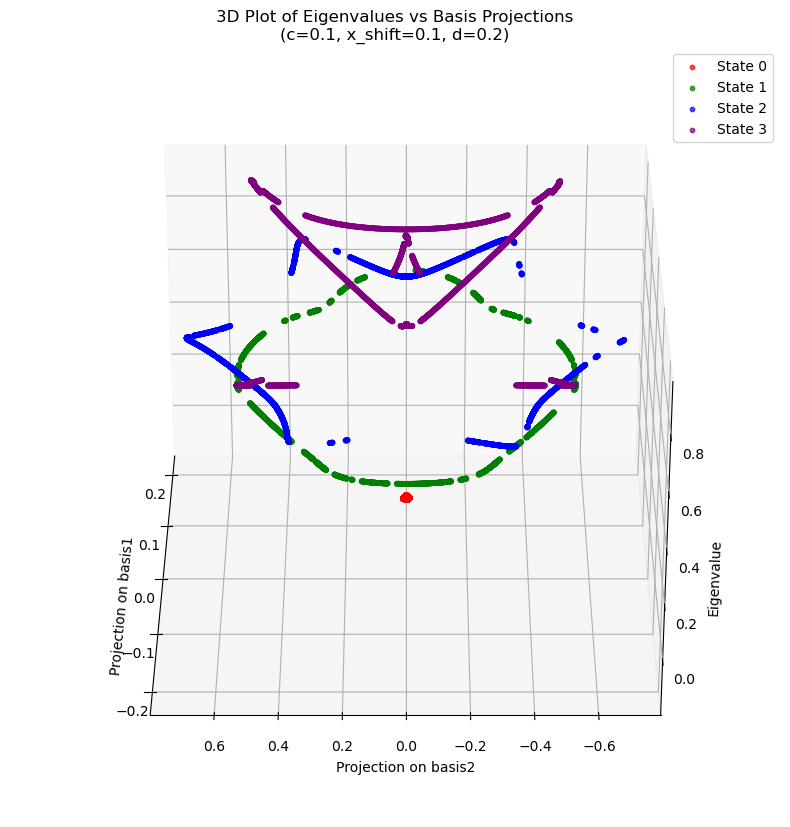 3D Plot of Eigenvalues vs Basis Projections
(c=0.1, x_shift=0.1, d=0.2)
State 0
State 1
State 2
State 3
0.2
0.1
0.0
−0.1
−0.2
Projection on basis1
0.6
0.4
0.2
0.0
−0.2
−0.4
−0.6
Projection on basis2
0.8
0.6
0.4
0.2
0.0
Eigenvalue